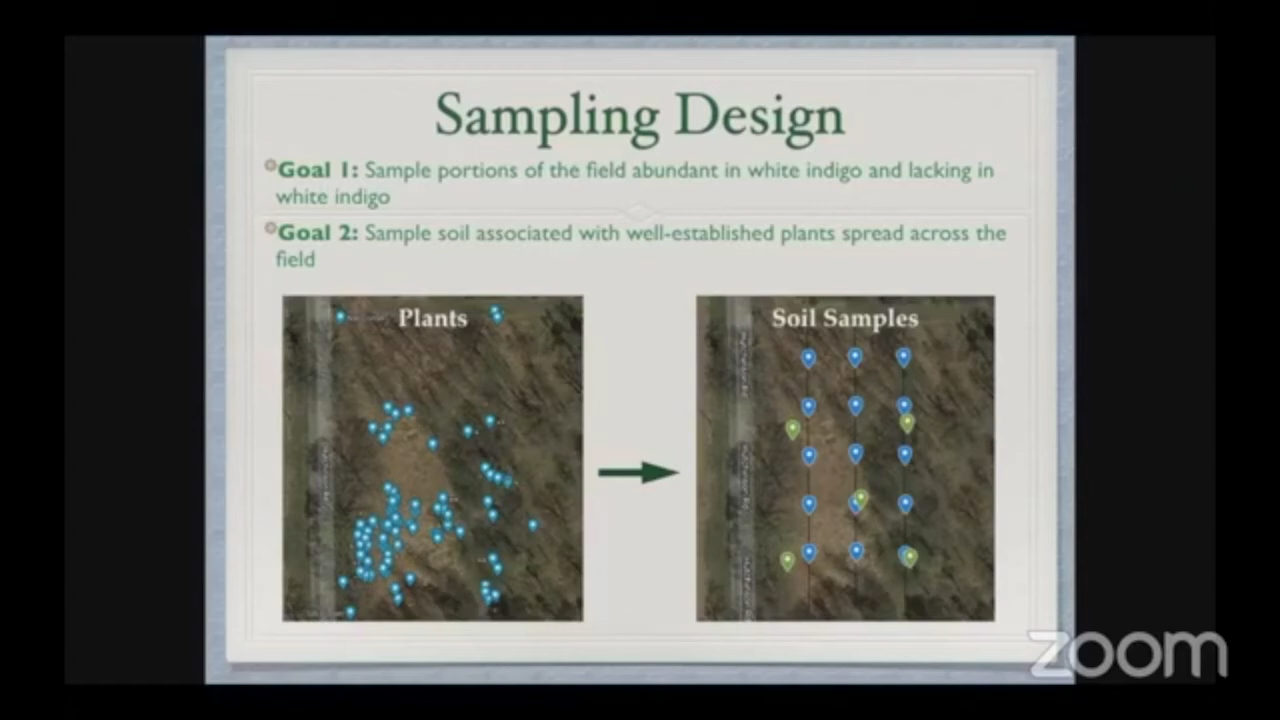 Sampling Design
Goal 1: Sample portions of the field abundant in white indigo and lacking in
white indigo
Goal 2: Sample soil associated with well-established plants spread across the
field
Plants
Soil Samples
zoom